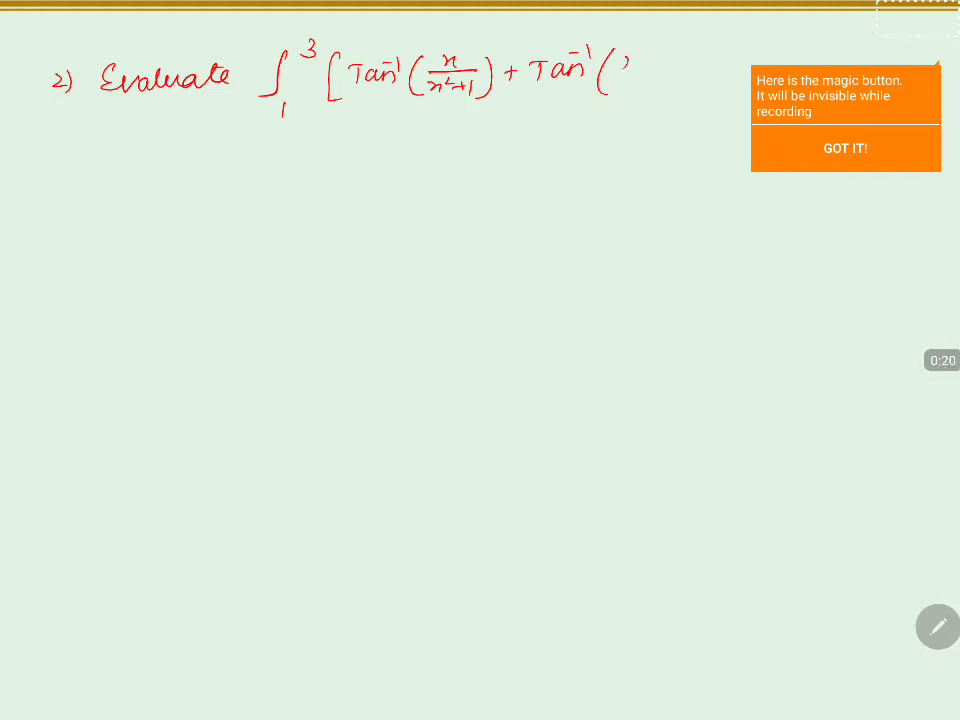 2) Evaluate ∫₁³ [Tan⁻¹(x/(x²+1)) + Tan⁻¹(
Here is the magic button.
It will be invisible while
recording
GOT IT!
0:20